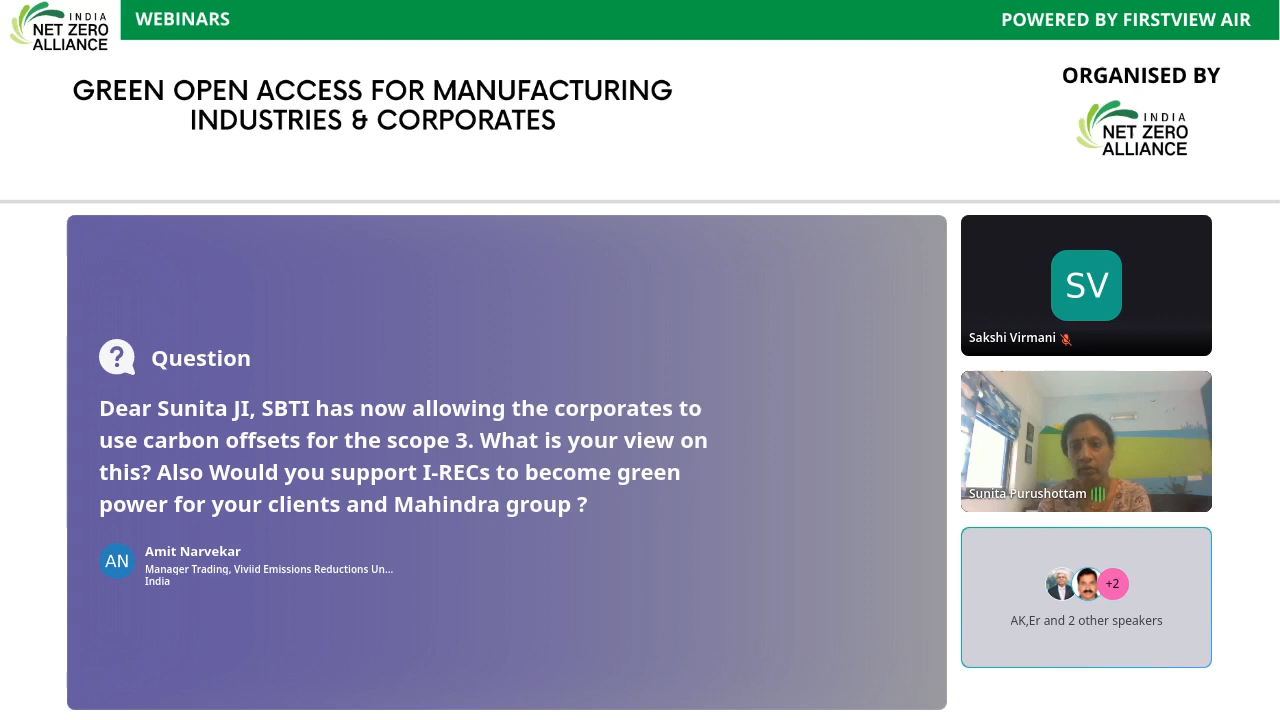 INDIA
NET ZERO
ALLIANCE
WEBINARS
POWERED BY FIRSTVIEW AIR
GREEN OPEN ACCESS FOR MANUFACTURING
INDUSTRIES & CORPORATES
ORGANISED BY
INDIA
NET ZERO
ALLIANCE
Question
Dear Sunita JI, SBTI has now allowing the corporates to
use carbon offsets for the scope 3. What is your view on
this? Also Would you support I-RECs to become green
power for your clients and Mahindra group ?
AN
Amit Narvekar
Manager Trading, Viviid Emissions Reductions Un...
India
SV
Sakshi Virmani
Sunita Purushottam
+2
AK,Er and 2 other speakers